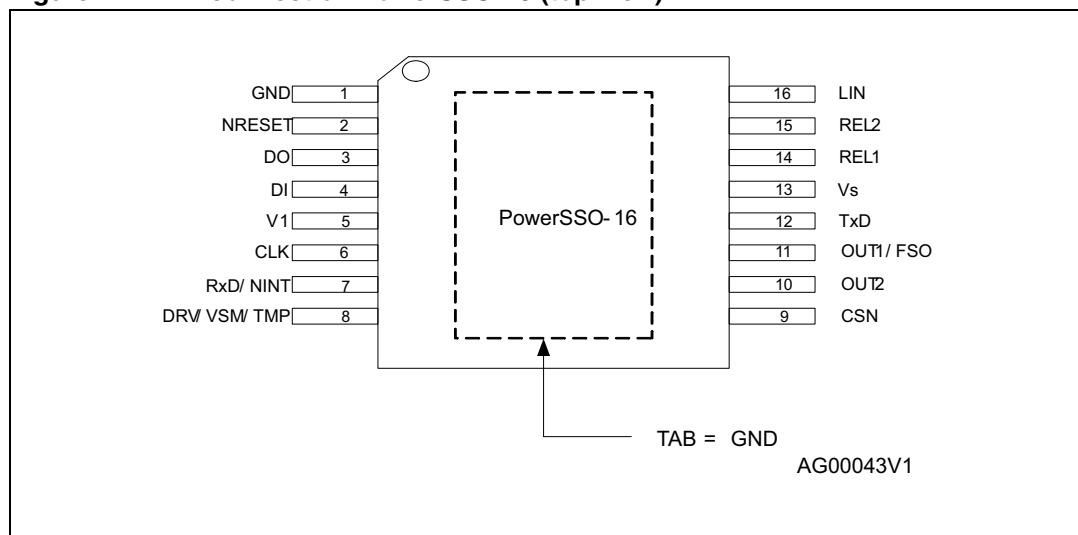 GND 1
NRESET 2
DO 3
DI 4
V1 5
CLK 6
RxD/ NINT 7
DRV/ VSM/ TMP 8
PowerSSO- 16
16 LIN
15 REL2
14 REL1
13 Vs
12 TxD
11 OUT1/ FSO
10 OUT2
9 CSN
TAB = GND
AG00043V1